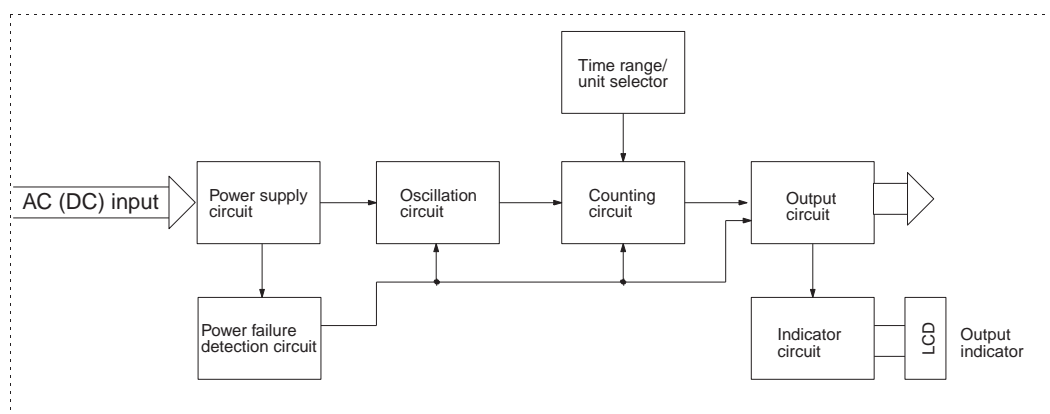 Time range/
unit selector
AC (DC) input
Power supply
circuit
Oscillation
circuit
Counting
circuit
Output
circuit
Power failure
detection circuit
Indicator
circuit
LCD
Output
indicator